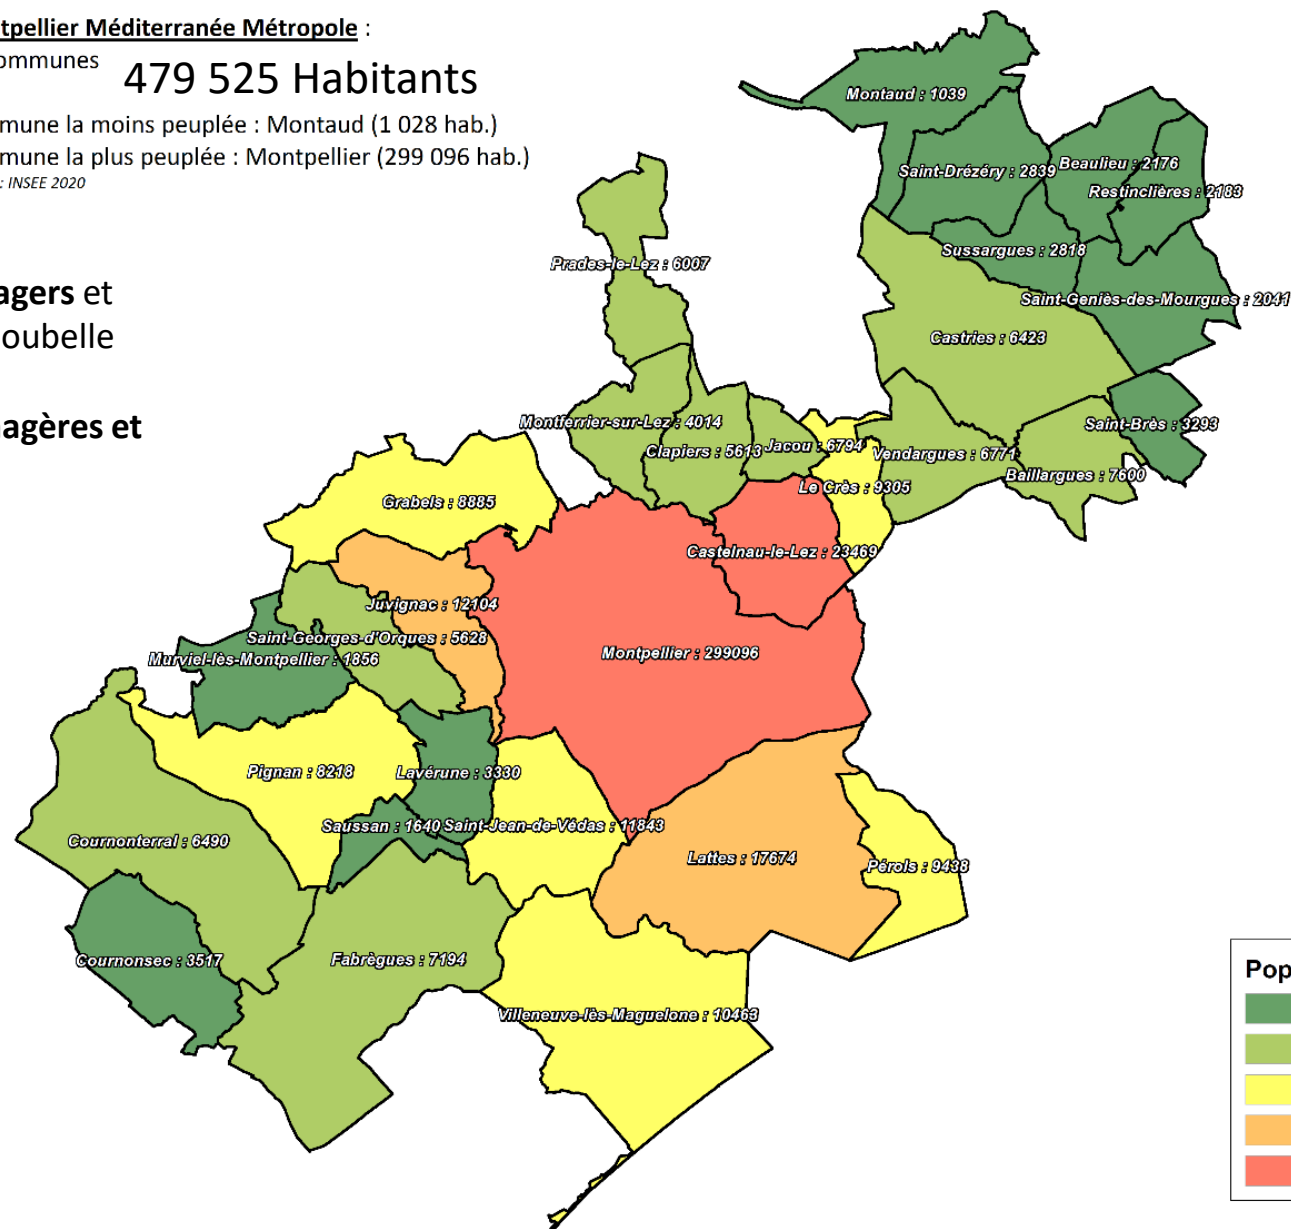 tpellier Méditerranée Métropole :
ommunes
479 525 Habitants
mune la moins peuplée : Montaud (1 028 hab.)
mune la plus peuplée : Montpellier (299 096 hab.)
: INSEE 2020
agers et
oubelle
agères et
Montaud : 1039
Saint-Drézéry : 2839
Beaulieu : 2176
Restinclières : 2183
Sussargues : 2818
Prades-le-Lez : 6007
Saint-Geniès-des-Mourgues : 2041
Castries : 6423
Montferrier-sur-Lez : 4014
Clapiers : 5613
Jacou : 6794
Vendargues : 6771
Saint-Brès : 3293
Baillargues : 7600
Le Crès : 9305
Grabels : 8885
Castelnau-le-Lez : 23469
Juvignac : 12104
Saint-Georges-d'Orques : 5628
Murviel-lès-Montpellier : 1856
Montpellier : 299096
Pignan : 8218
Lavérune : 3330
Saussan : 1640
Saint-Jean-de-Védas : 11843
Cournonterral : 6490
Lattes : 17674
Pérols : 9438
Cournonsec : 3517
Fabrègues : 7194
Villeneuve-lès-Maguelone : 10463
Pop